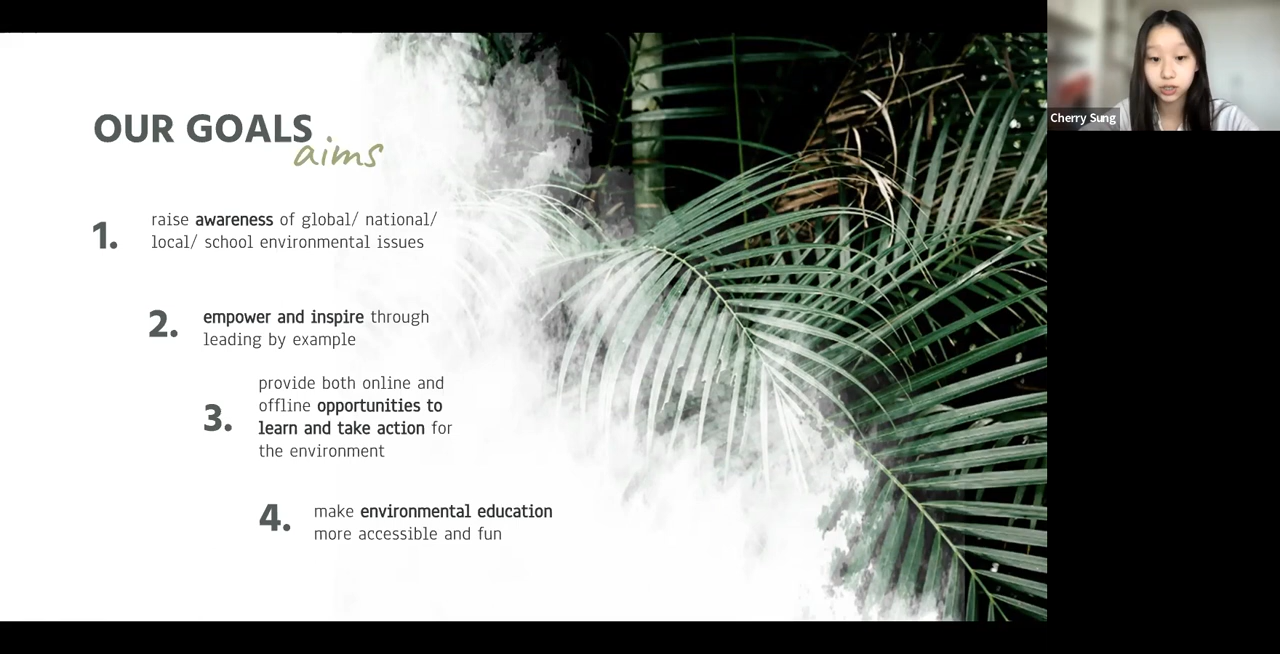 OUR GOALS
aims
1.
raise awareness of global/ national/
local/ school environmental issues
2.
empower and inspire through
leading by example
3.
provide both online and
offline opportunities to
learn and take action for
the environment
4.
make environmental education
more accessible and fun
Cherry Sung